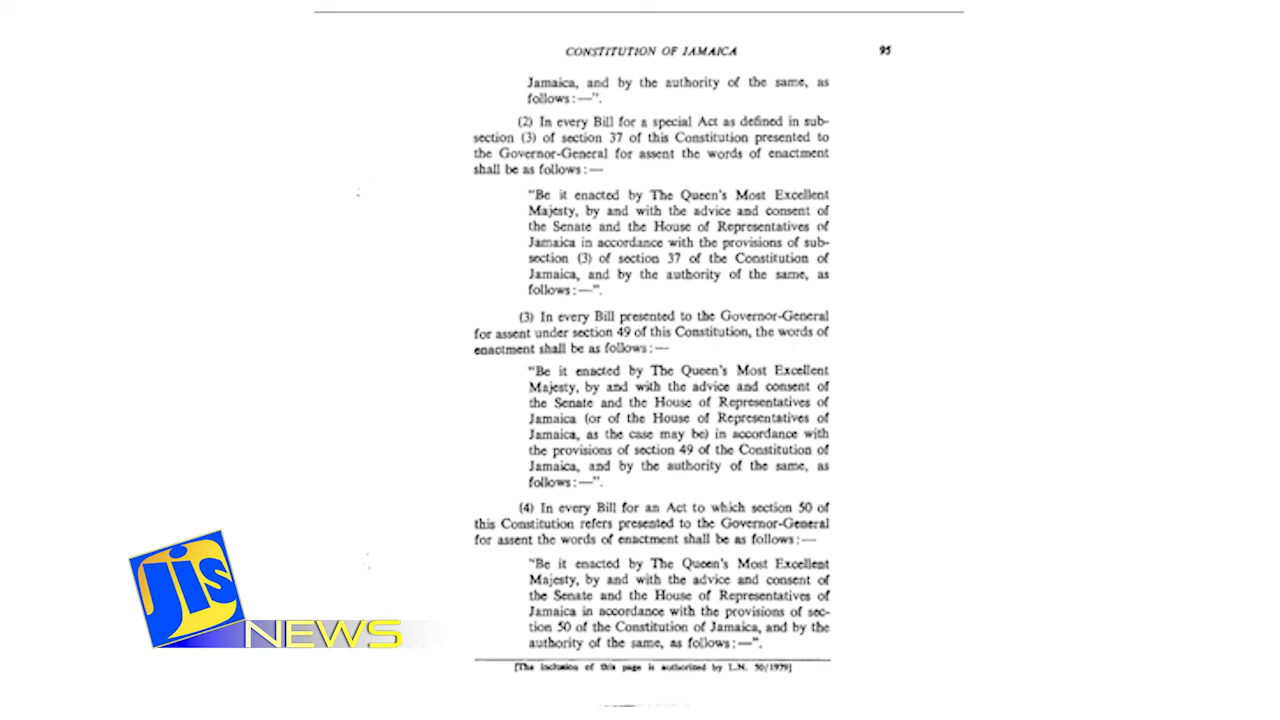 CONSTITUTION OF JAMAICA 95
Jamaica, and by the authority of the same, as
follows:—".
(2) In every Bill for a special Act as defined in sub-
section (3) of section 37 of this Constitution presented to
the Governor-General for assent the words of enactment
shall be as follows:—
"Be it enacted by The Queen's Most Excellent
Majesty, by and with the advice and consent of
the Senate and the House of Representatives of
Jamaica in accordance with the provisions of sub-
section (3) of section 37 of the Constitution of
Jamaica, and by the authority of the same, as
follows:—".
(3) In every Bill presented to the Governor-General
for assent under section 49 of this Constitution, the words of
enactment shall be as follows:—
"Be it enacted by The Queen's Most Excellent
Majesty, by and with the advice and consent of
the Senate and the House of Representatives of
Jamaica (or of the House of Representatives of
Jamaica, as the case may be) in accordance with
the provisions of section 49 of the Constitution of
Jamaica, and by the authority of the same, as
follows:—".
(4) In every Bill for an Act to which section 50 of
this Constitution refers presented to the Governor-General
for assent the words of enactment shall be as follows:—
"Be it enacted by The Queen's Most Excellent
Majesty, by and with the advice and consent of
the Senate and the House of Representatives of
Jamaica in accordance with the provisions of sec-
tion 50 of the Constitution of Jamaica, and by the
authority of the same, as follows:—".
[The inclusion of this page is authorized by L.N. 50/1979]
JIS
NEWS